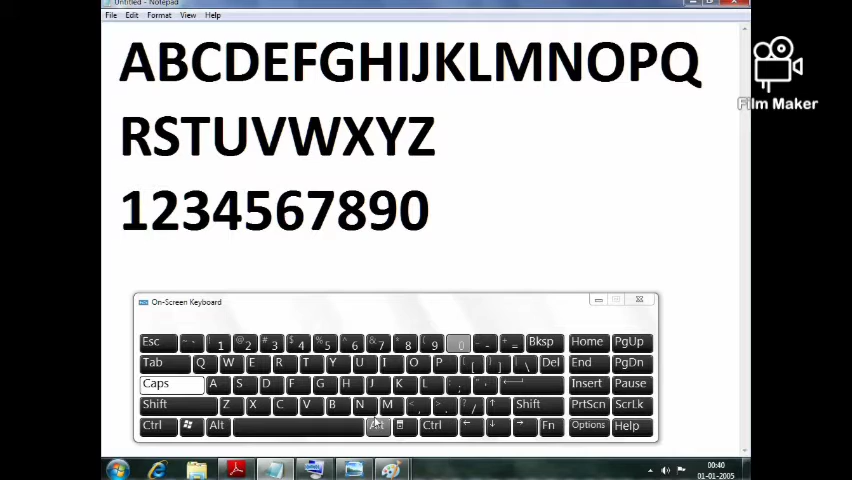 Untitled - Notepad
File Edit Format View Help
ABCDEFGHIJKLMNOPQ
RSTUVWXYZ
1234567890
Film Maker
On-Screen Keyboard
Esc ~ ` ! 1 @ 2 # 3 $ 4 % 5 ^ 6 & 7 * 8 ( 9 0 - + = Bksp Home PgUp
Tab Q W E R T Y U I O P { [ } ] | \ Del End PgDn
Caps A S D F G H J K L : ; " ' Insert Pause
Shift Z X C V B N M < , > . ? / ↑ Shift PrtScn ScrLk
Ctrl Alt Alt Ctrl ← ↓ → Fn Options Help
00:40
01-01-2005